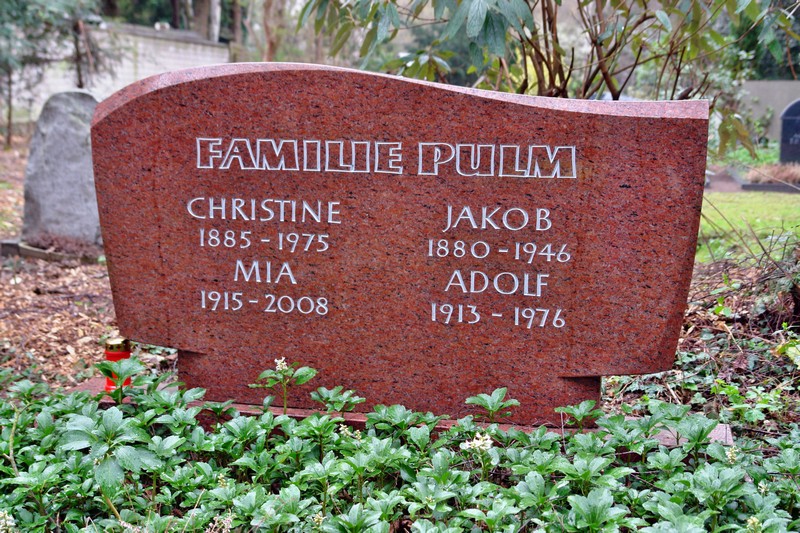 FAMILIE PULM
CHRISTINE
1885 - 1975
MIA
1915 - 2008
JAKOB
1880 - 1946
ADOLF
1913 - 1976